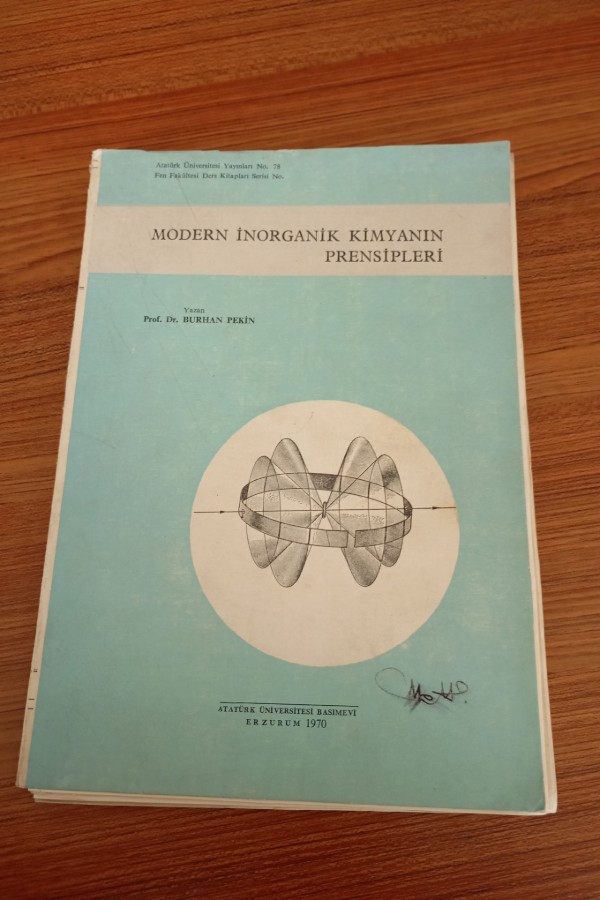 Atatürk Üniversitesi Yayınları No. 78
Fen Fakültesi Ders Kitapları Serisi No.
MODERN İNORGANİK KİMYANIN
PRENSİPLERİ
Yazan
Prof. Dr. BURHAN PEKİN
ATATÜRK ÜNİVERSİTESİ BASIMEVİ
ERZURUM 1970